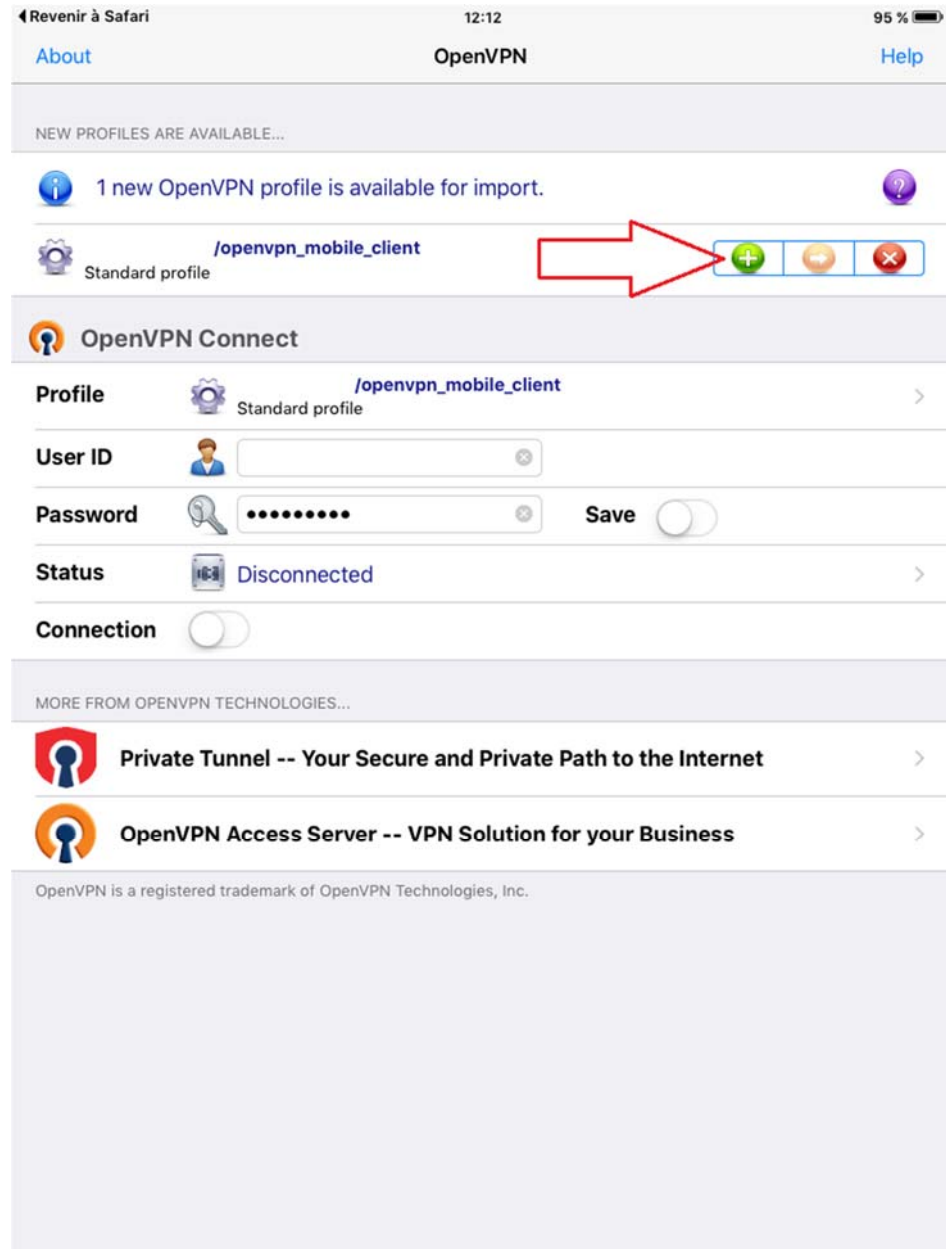 Revenir à Safari 12:12 95 %
About OpenVPN Help
NEW PROFILES ARE AVAILABLE...
1 new OpenVPN profile is available for import.
/openvpn_mobile_client
Standard profile
OpenVPN Connect
Profile /openvpn_mobile_client
Standard profile
User ID
Password ••••••••• Save
Status Disconnected
Connection
MORE FROM OPENVPN TECHNOLOGIES...
Private Tunnel -- Your Secure and Private Path to the Internet
OpenVPN Access Server -- VPN Solution for your Business
OpenVPN is a registered trademark of OpenVPN Technologies, Inc.